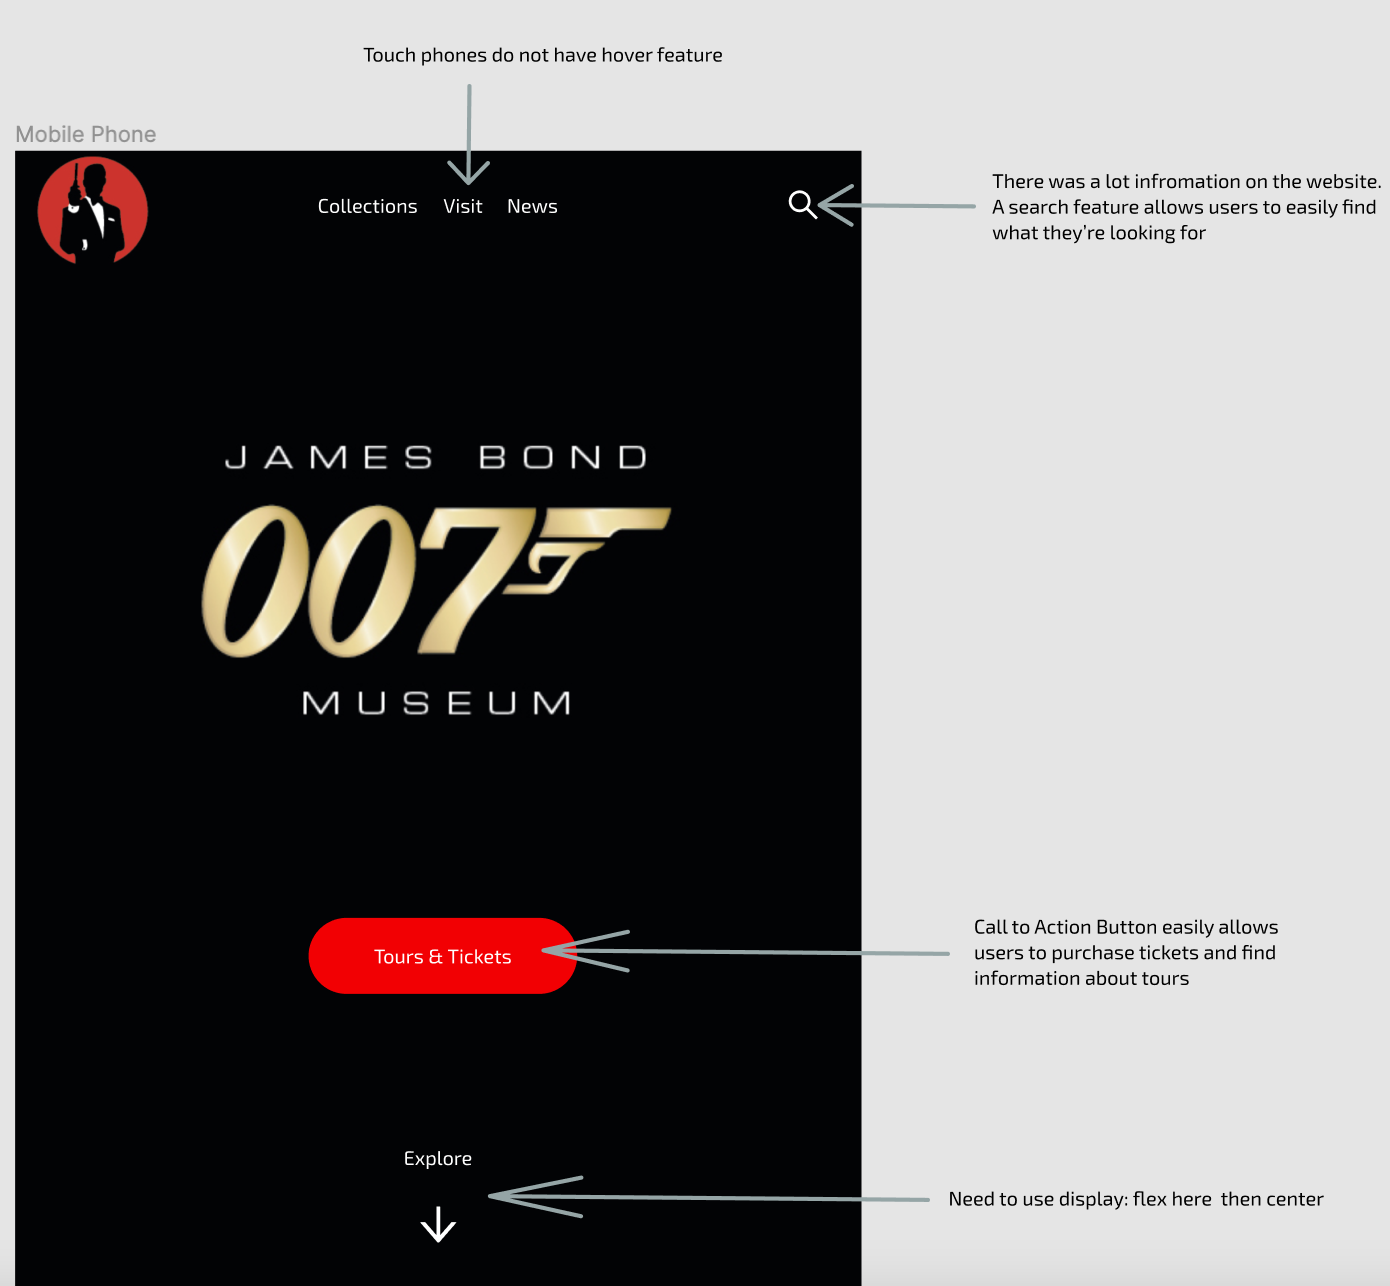 Touch phones do not have hover feature
Mobile Phone
Collections Visit News
There was a lot infromation on the website.
A search feature allows users to easily find
what they're looking for
JAMES BOND
007
MUSEUM
Tours & Tickets
Call to Action Button easily allows
users to purchase tickets and find
information about tours
Explore
Need to use display: flex here then center